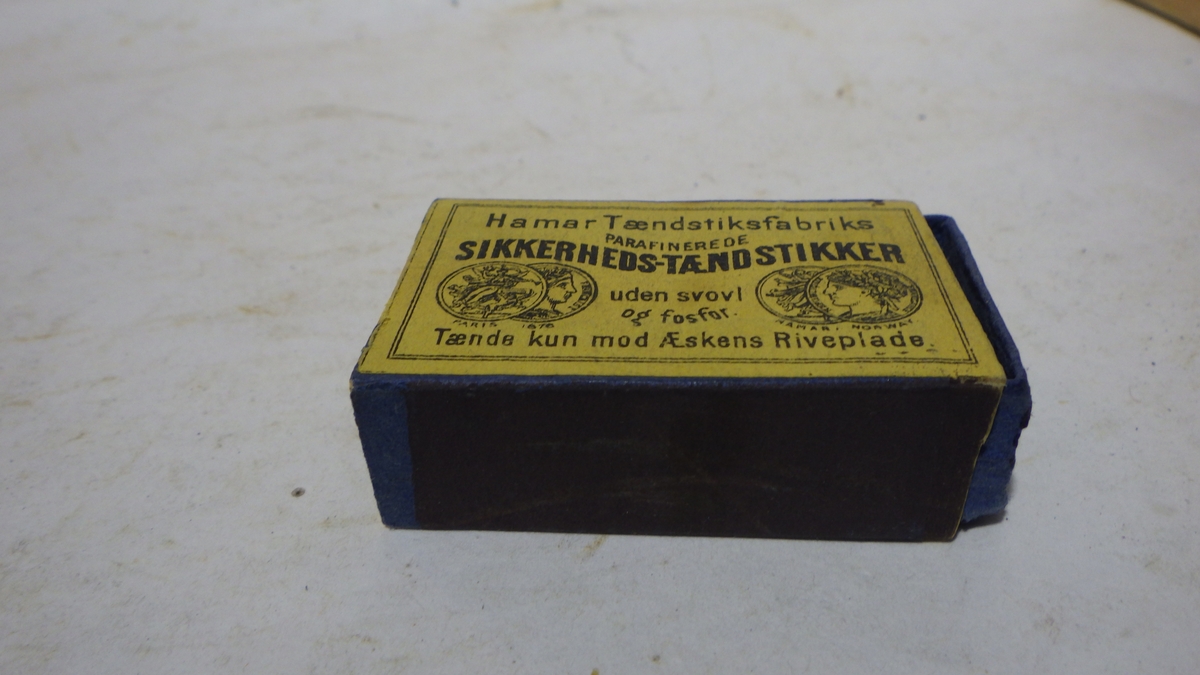 Hamar Tændstiksfabriks
PARAFINEREDE
SIKKERHEDS-TÆNDSTIKKER
uden svovl
og fosfor.
PARIS 1878
HAMAR, NORWAY.
Tænde kun mod Æskens Riveplade.